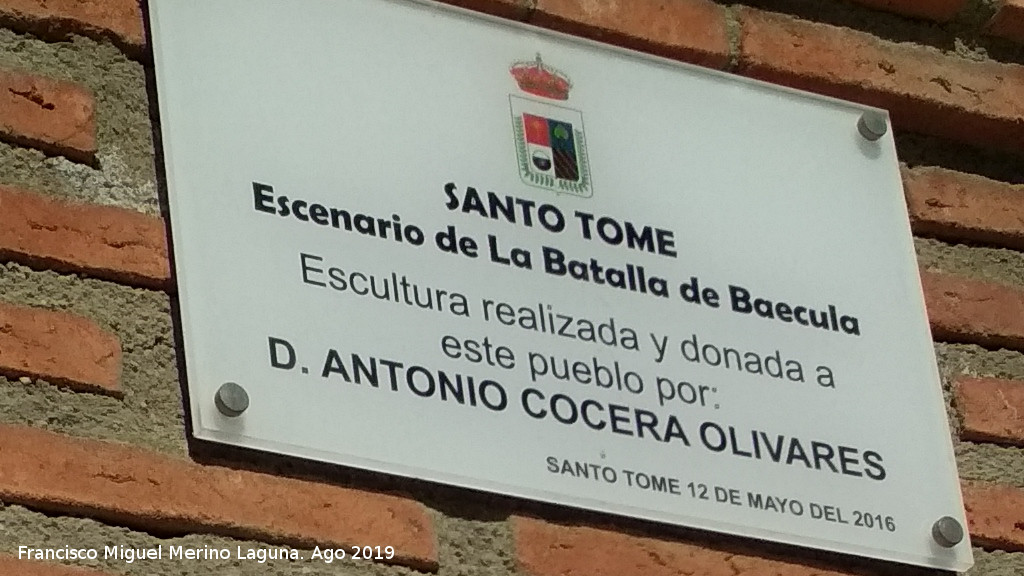 SANTO TOME
Escenario de La Batalla de Baecula
Escultura realizada y donada a
este pueblo por:
D. ANTONIO COCERA OLIVARES
SANTO TOME 12 DE MAYO DEL 2016
Francisco Miguel Merino Laguna. Ago 2019